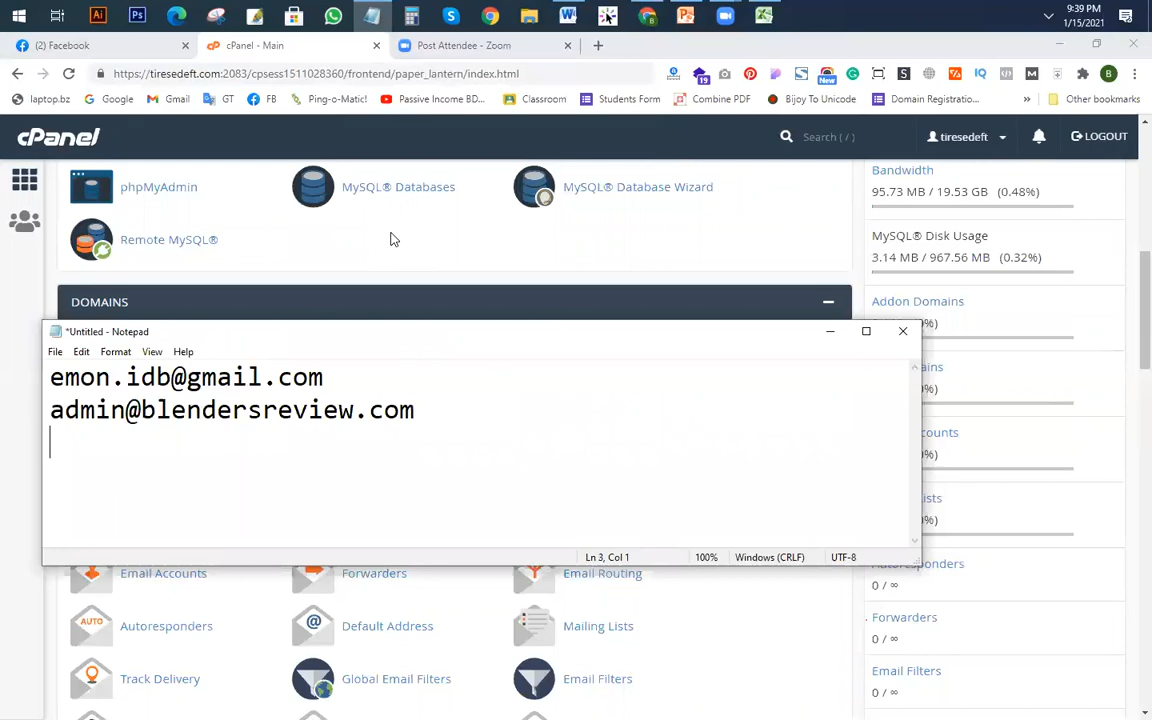 9:39 PM
1/15/2021
(2) Facebook
cPanel - Main
Post Attendee - Zoom
https://tiresedeft.com:2083/cpsess1511028360/frontend/paper_lantern/index.html
19
New
B
laptop.bz
Google
Gmail
GT
FB
Ping-o-Matic!
Passive Income BD...
Classroom
Students Form
Combine PDF
Bijoy To Unicode
Domain Registratio...
Other bookmarks
cPanel
Search ( / )
tiresedeft
LOGOUT
phpMyAdmin
MySQL® Databases
MySQL® Database Wizard
Remote MySQL®
Bandwidth
95.73 MB / 19.53 GB (0.48%)
MySQL® Disk Usage
3.14 MB / 967.56 MB (0.32%)
DOMAINS
Addon Domains
*Untitled - Notepad
File Edit Format View Help
emon.idb@gmail.com
admin@blendersreview.com
Ln 3, Col 1
100%
Windows (CRLF)
UTF-8
Email Accounts
Forwarders
Email Routing
AUTO
Autoresponders
Default Address
Mailing Lists
Track Delivery
Global Email Filters
Email Filters
0 / ∞
Forwarders
0 / ∞
Email Filters
0 / ∞